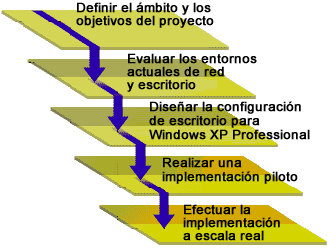 Definir el ámbito y los
objetivos del proyecto
Evaluar los entornos
actuales de red
y escritorio
Diseñar la configuración
de escritorio para
Windows XP Professional
Realizar una
implementación piloto
Efectuar la
implementación
a escala real